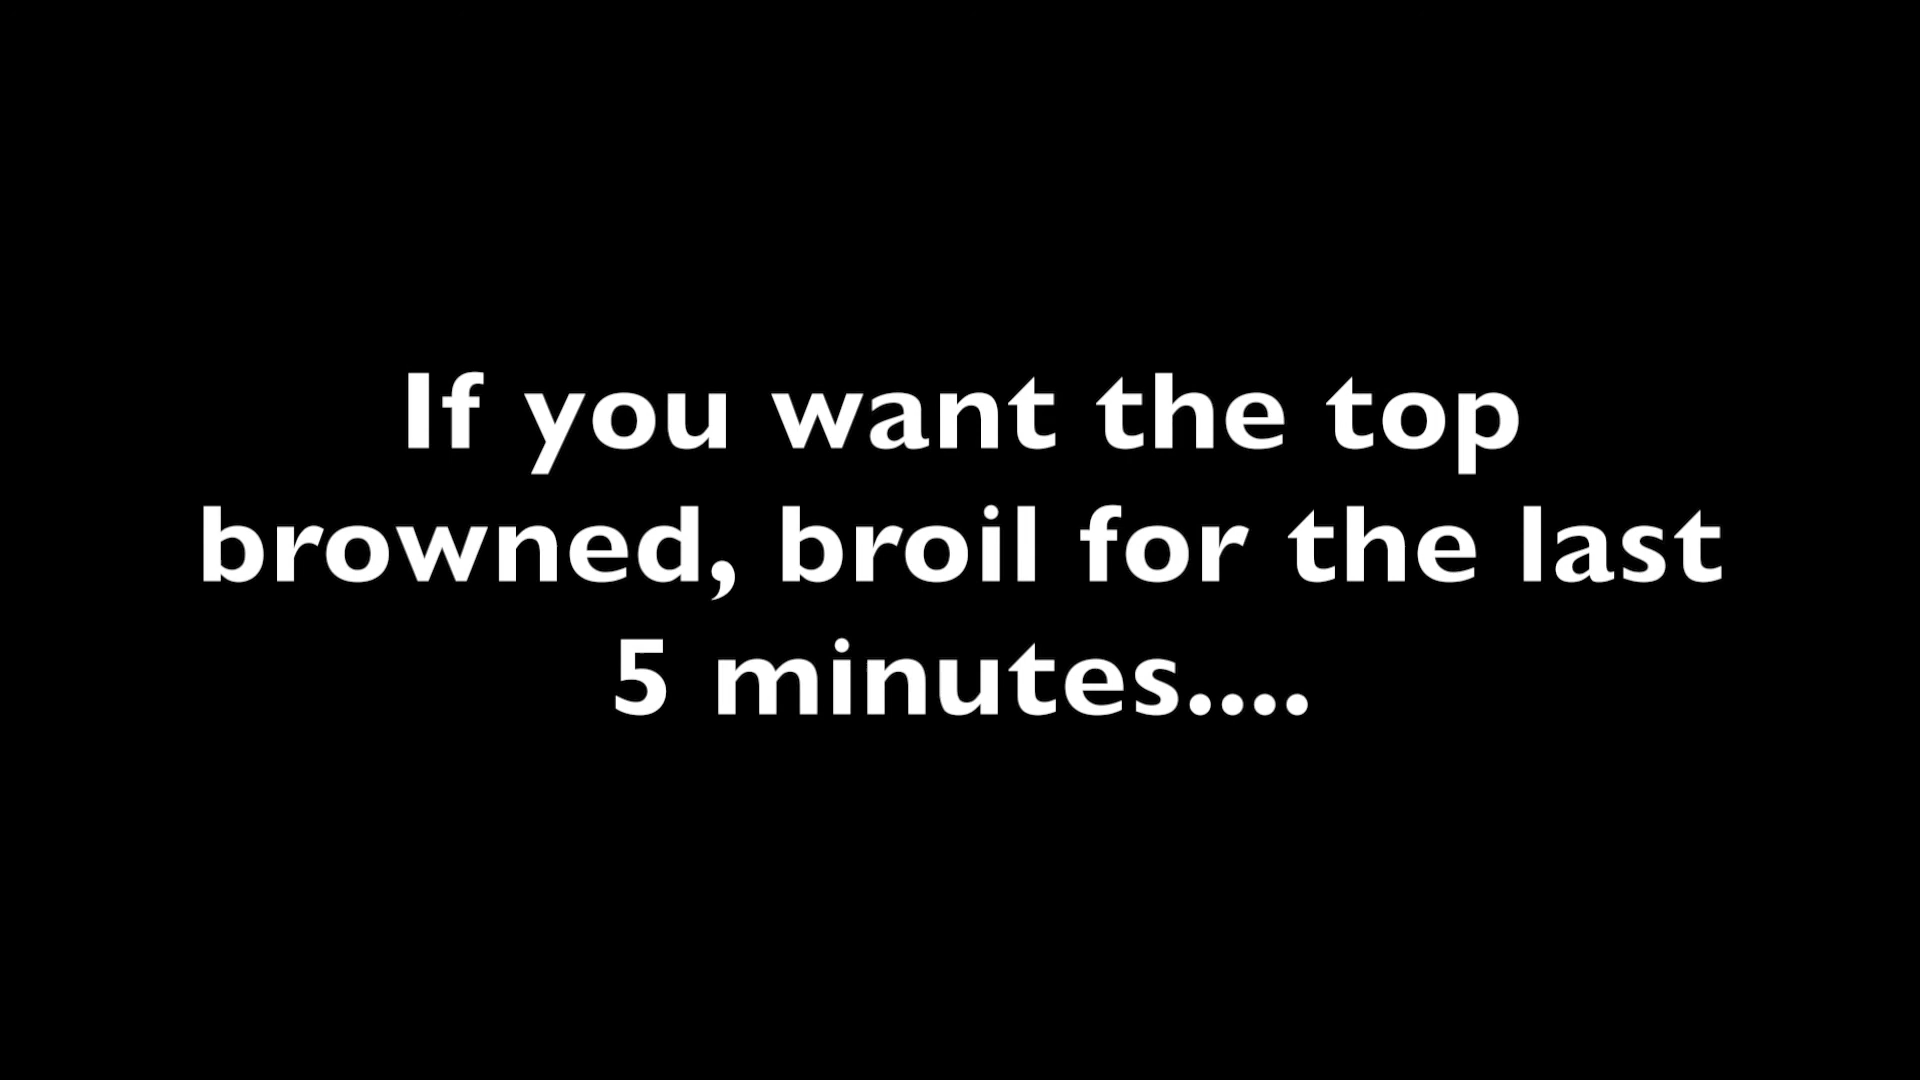 If you want the top
browned, broil for the last
5 minutes....